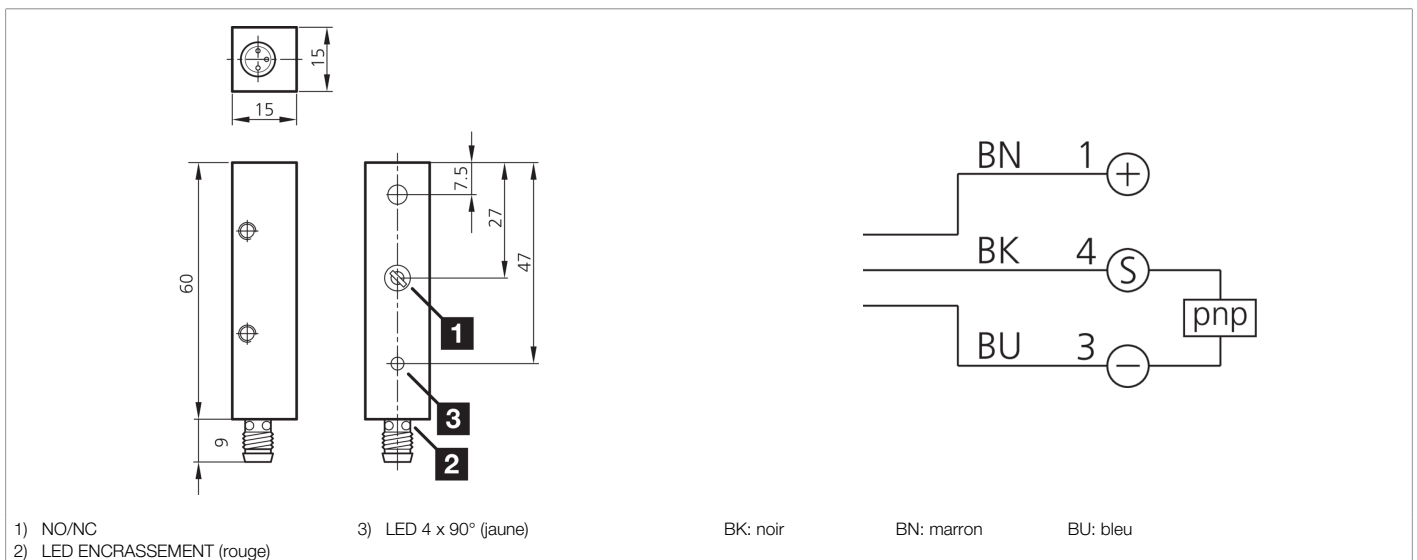 15
15
60
9
7.5
27
47
1
3
2
BN 1 +
BK 4 S
pnp
BU 3 −
1) NO/NC 3) LED 4 x 90° (jaune) BK: noir BN: marron BU: bleu
2) LED ENCRASSEMENT (rouge)